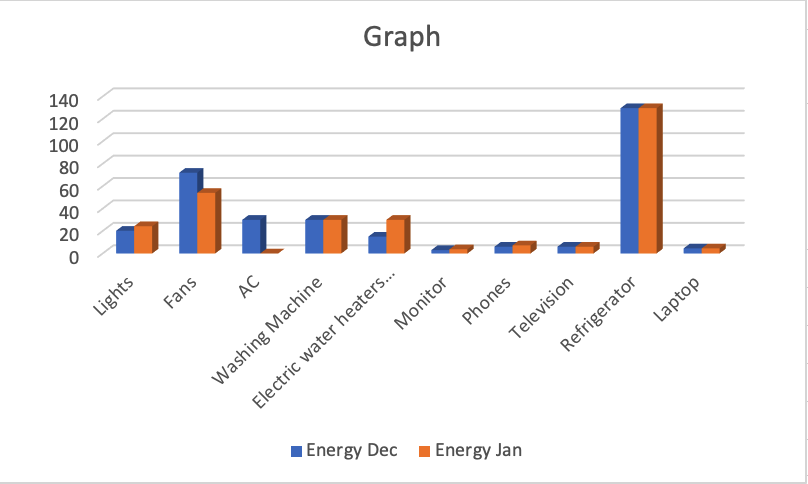 Graph
140
120
100
80
60
40
20
0
Lights
Fans
AC
Washing Machine
Electric water heaters...
Monitor
Phones
Television
Refrigerator
Laptop
Energy Dec
Energy Jan